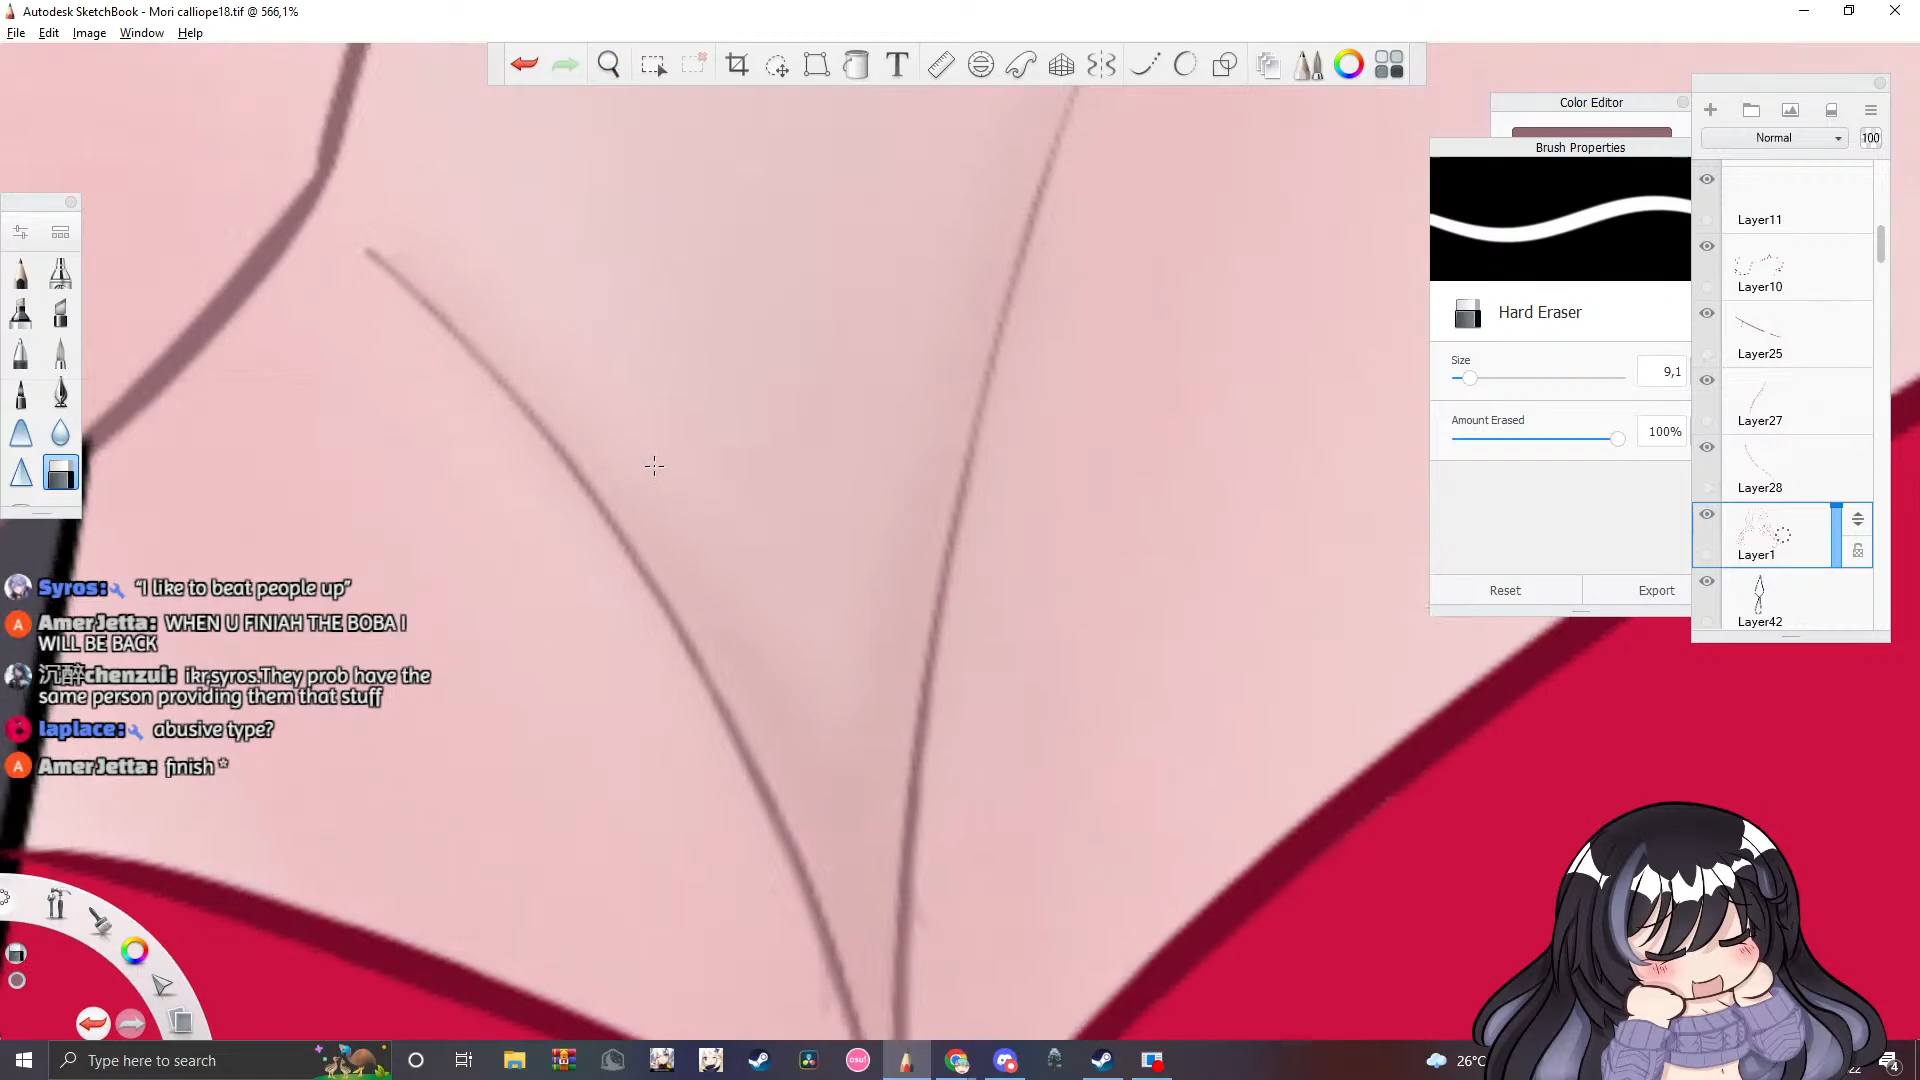 Autodesk SketchBook - Mori calliope18.tif @ 566,1%
File Edit Image Window Help
T
Color Editor
Brush Properties
Normal
100
Hard Eraser
Size
9,1
Amount Erased
100%
Reset Export
Layer11
Layer10
Layer25
Layer27
Layer28
Layer1
Layer42
Syros: "I like to beat people up"
A AmerJetta: WHEN U FINIAH THE BOBA I
WILL BE BACK
沉醉chenzui: ikr,syros.They prob have the
same person providing them that stuff
laplace: abusive type?
A AmerJetta: finish *
Type here to search
osu!
26°C
22
4